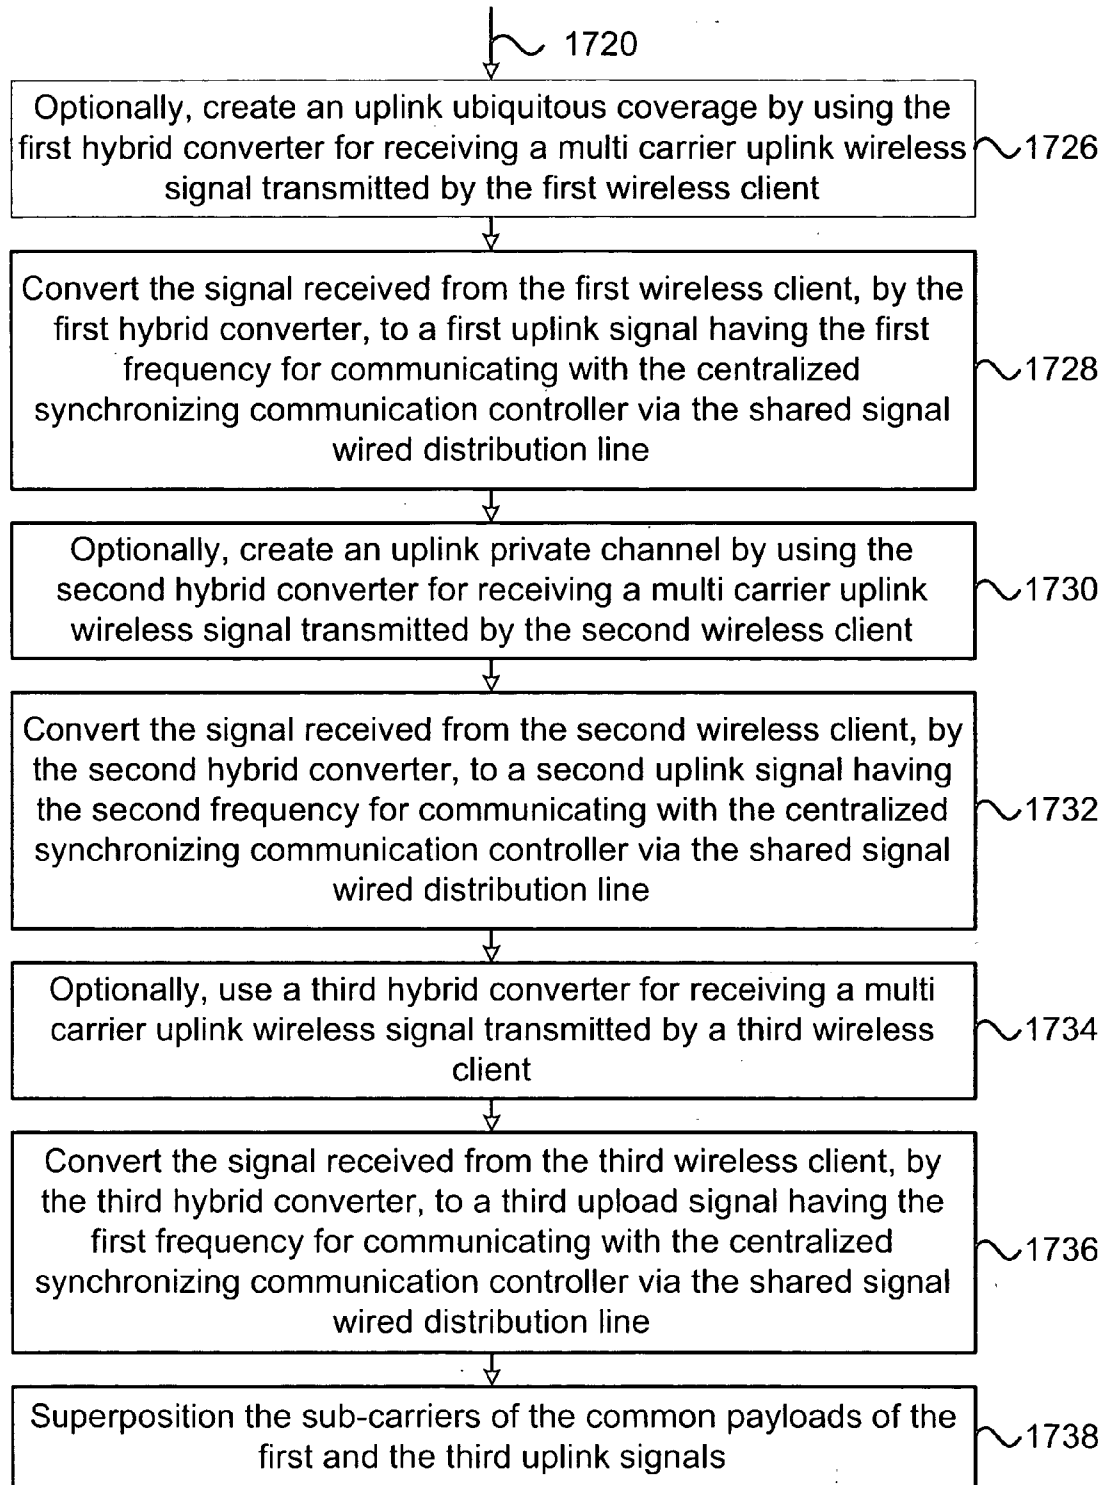 1720
Optionally, create an uplink ubiquitous coverage by using the
first hybrid converter for receiving a multi carrier uplink wireless
signal transmitted by the first wireless client
1726
Convert the signal received from the first wireless client, by the
first hybrid converter, to a first uplink signal having the first
frequency for communicating with the centralized
synchronizing communication controller via the shared signal
wired distribution line
1728
Optionally, create an uplink private channel by using the
second hybrid converter for receiving a multi carrier uplink
wireless signal transmitted by the second wireless client
1730
Convert the signal received from the second wireless client, by
the second hybrid converter, to a second uplink signal having
the second frequency for communicating with the centralized
synchronizing communication controller via the shared signal
wired distribution line
1732
Optionally, use a third hybrid converter for receiving a multi
carrier uplink wireless signal transmitted by a third wireless
client
1734
Convert the signal received from the third wireless client, by
the third hybrid converter, to a third upload signal having the
first frequency for communicating with the centralized
synchronizing communication controller via the shared signal
wired distribution line
1736
Superposition the sub-carriers of the common payloads of the
first and the third uplink signals
1738